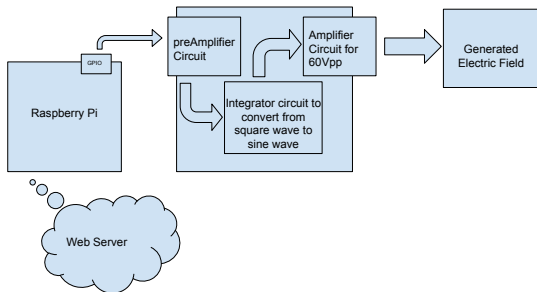 GPIO
Raspberry Pi
Web Server
preAmplifier
Circuit
Integrator circuit to
convert from
square wave to
sine wave
Amplifier
Circuit for
60Vpp
Generated
Electric Field